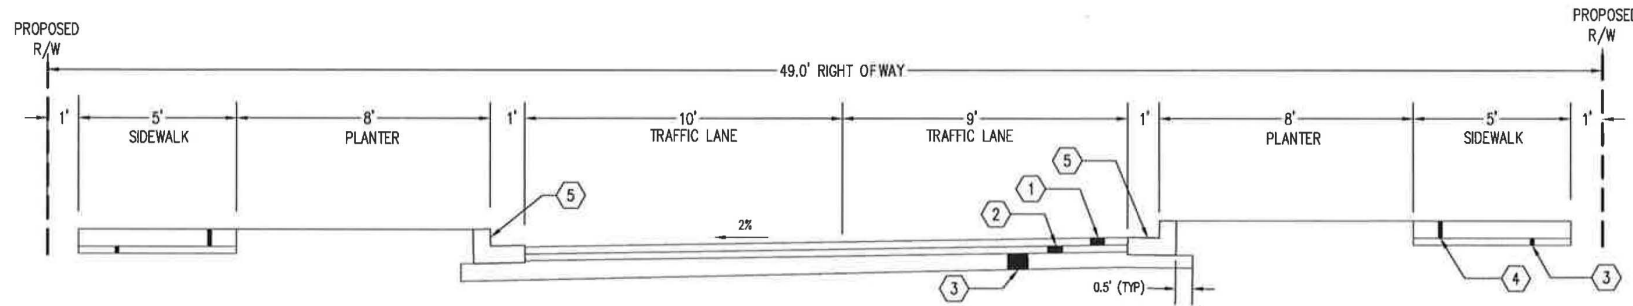 PROPOSED
R/W
PROPOSED
R/W
49.0' RIGHT OF WAY
1' 5' 8' 1' 10' 9' 1' 8' 5' 1'
SIDEWALK PLANTER TRAFFIC LANE TRAFFIC LANE PLANTER SIDEWALK
5
1
5
2
2%
3
0.5' (TYP)
4
3